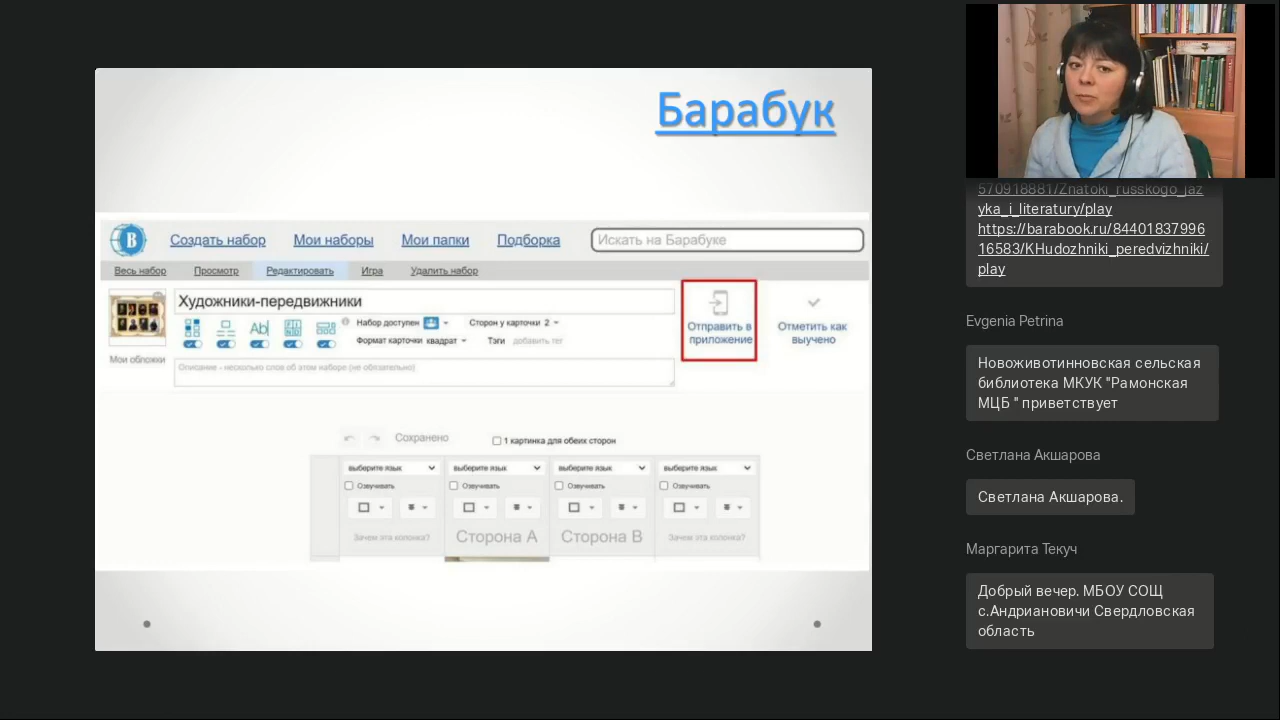 Барабук
B
Создать набор Мои наборы Мои папки Подборка Искать на Барабуке
Весь набор Просмотр Редактировать Игра Удалить набор
Художники-передвижники
Набор доступен Сторон у карточки 2
Формат карточки квадрат Тэги добавить тег
Мои обложки
Описание - несколько слов об этом наборе (не обязательно)
Отправить в
приложение
Отметить как
выучено
Сохранено 1 картинка для обеих сторон
выберите язык выберите язык выберите язык выберите язык
Озвучивать Озвучивать Озвучивать Озвучивать
Зачем эта колонка? Сторона А Сторона В Зачем эта колонка?
570918881/Znatoki_russkogo_jaz
yka_i_literatury/play
https://barabook.ru/84401837996
16583/KHudozhniki_peredvizhniki/
play
Evgenia Petrina
Новоживотинновская сельская
библиотека МКУК "Рамонская
МЦБ " приветствует
Светлана Акшарова
Светлана Акшарова.
Маргарита Текуч
Добрый вечер. МБОУ СОЩ
с.Андриановичи Свердловская
область